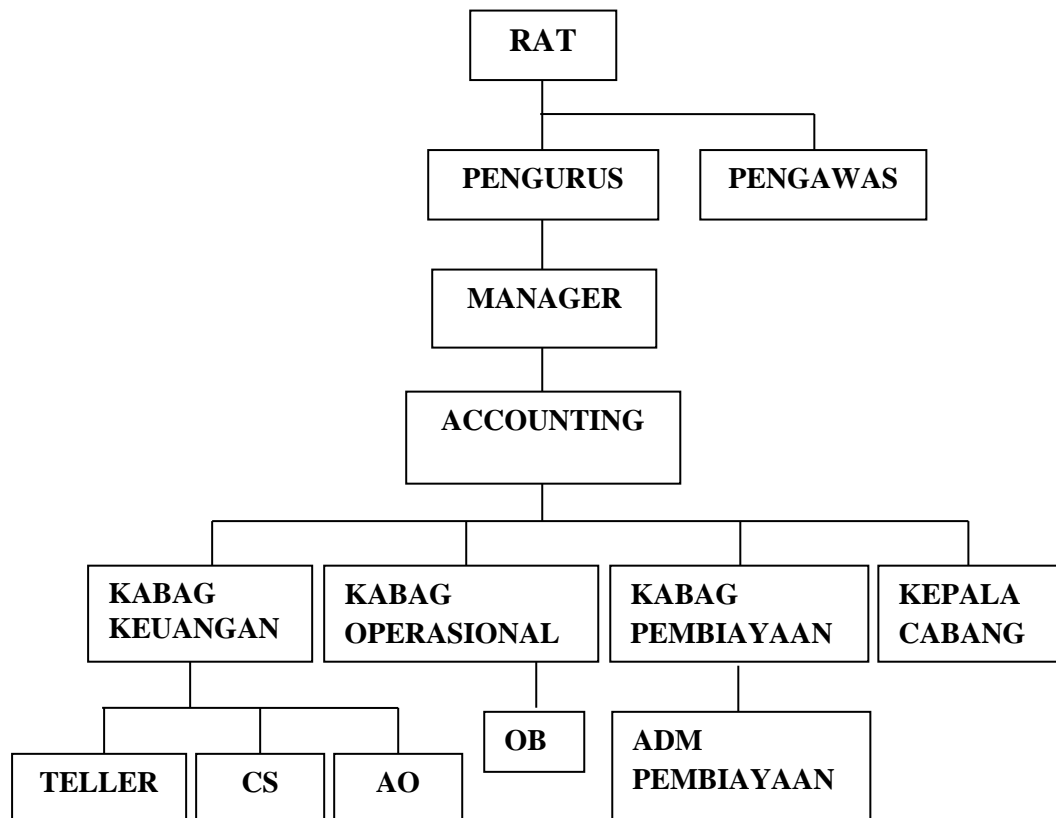 RAT
PENGURUS
PENGAWAS
MANAGER
ACCOUNTING
KABAG
KEUANGAN
KABAG
OPERASIONAL
KABAG
PEMBIAYAAN
KEPALA
CABANG
TELLER
CS
AO
OB
ADM
PEMBIAYAAN